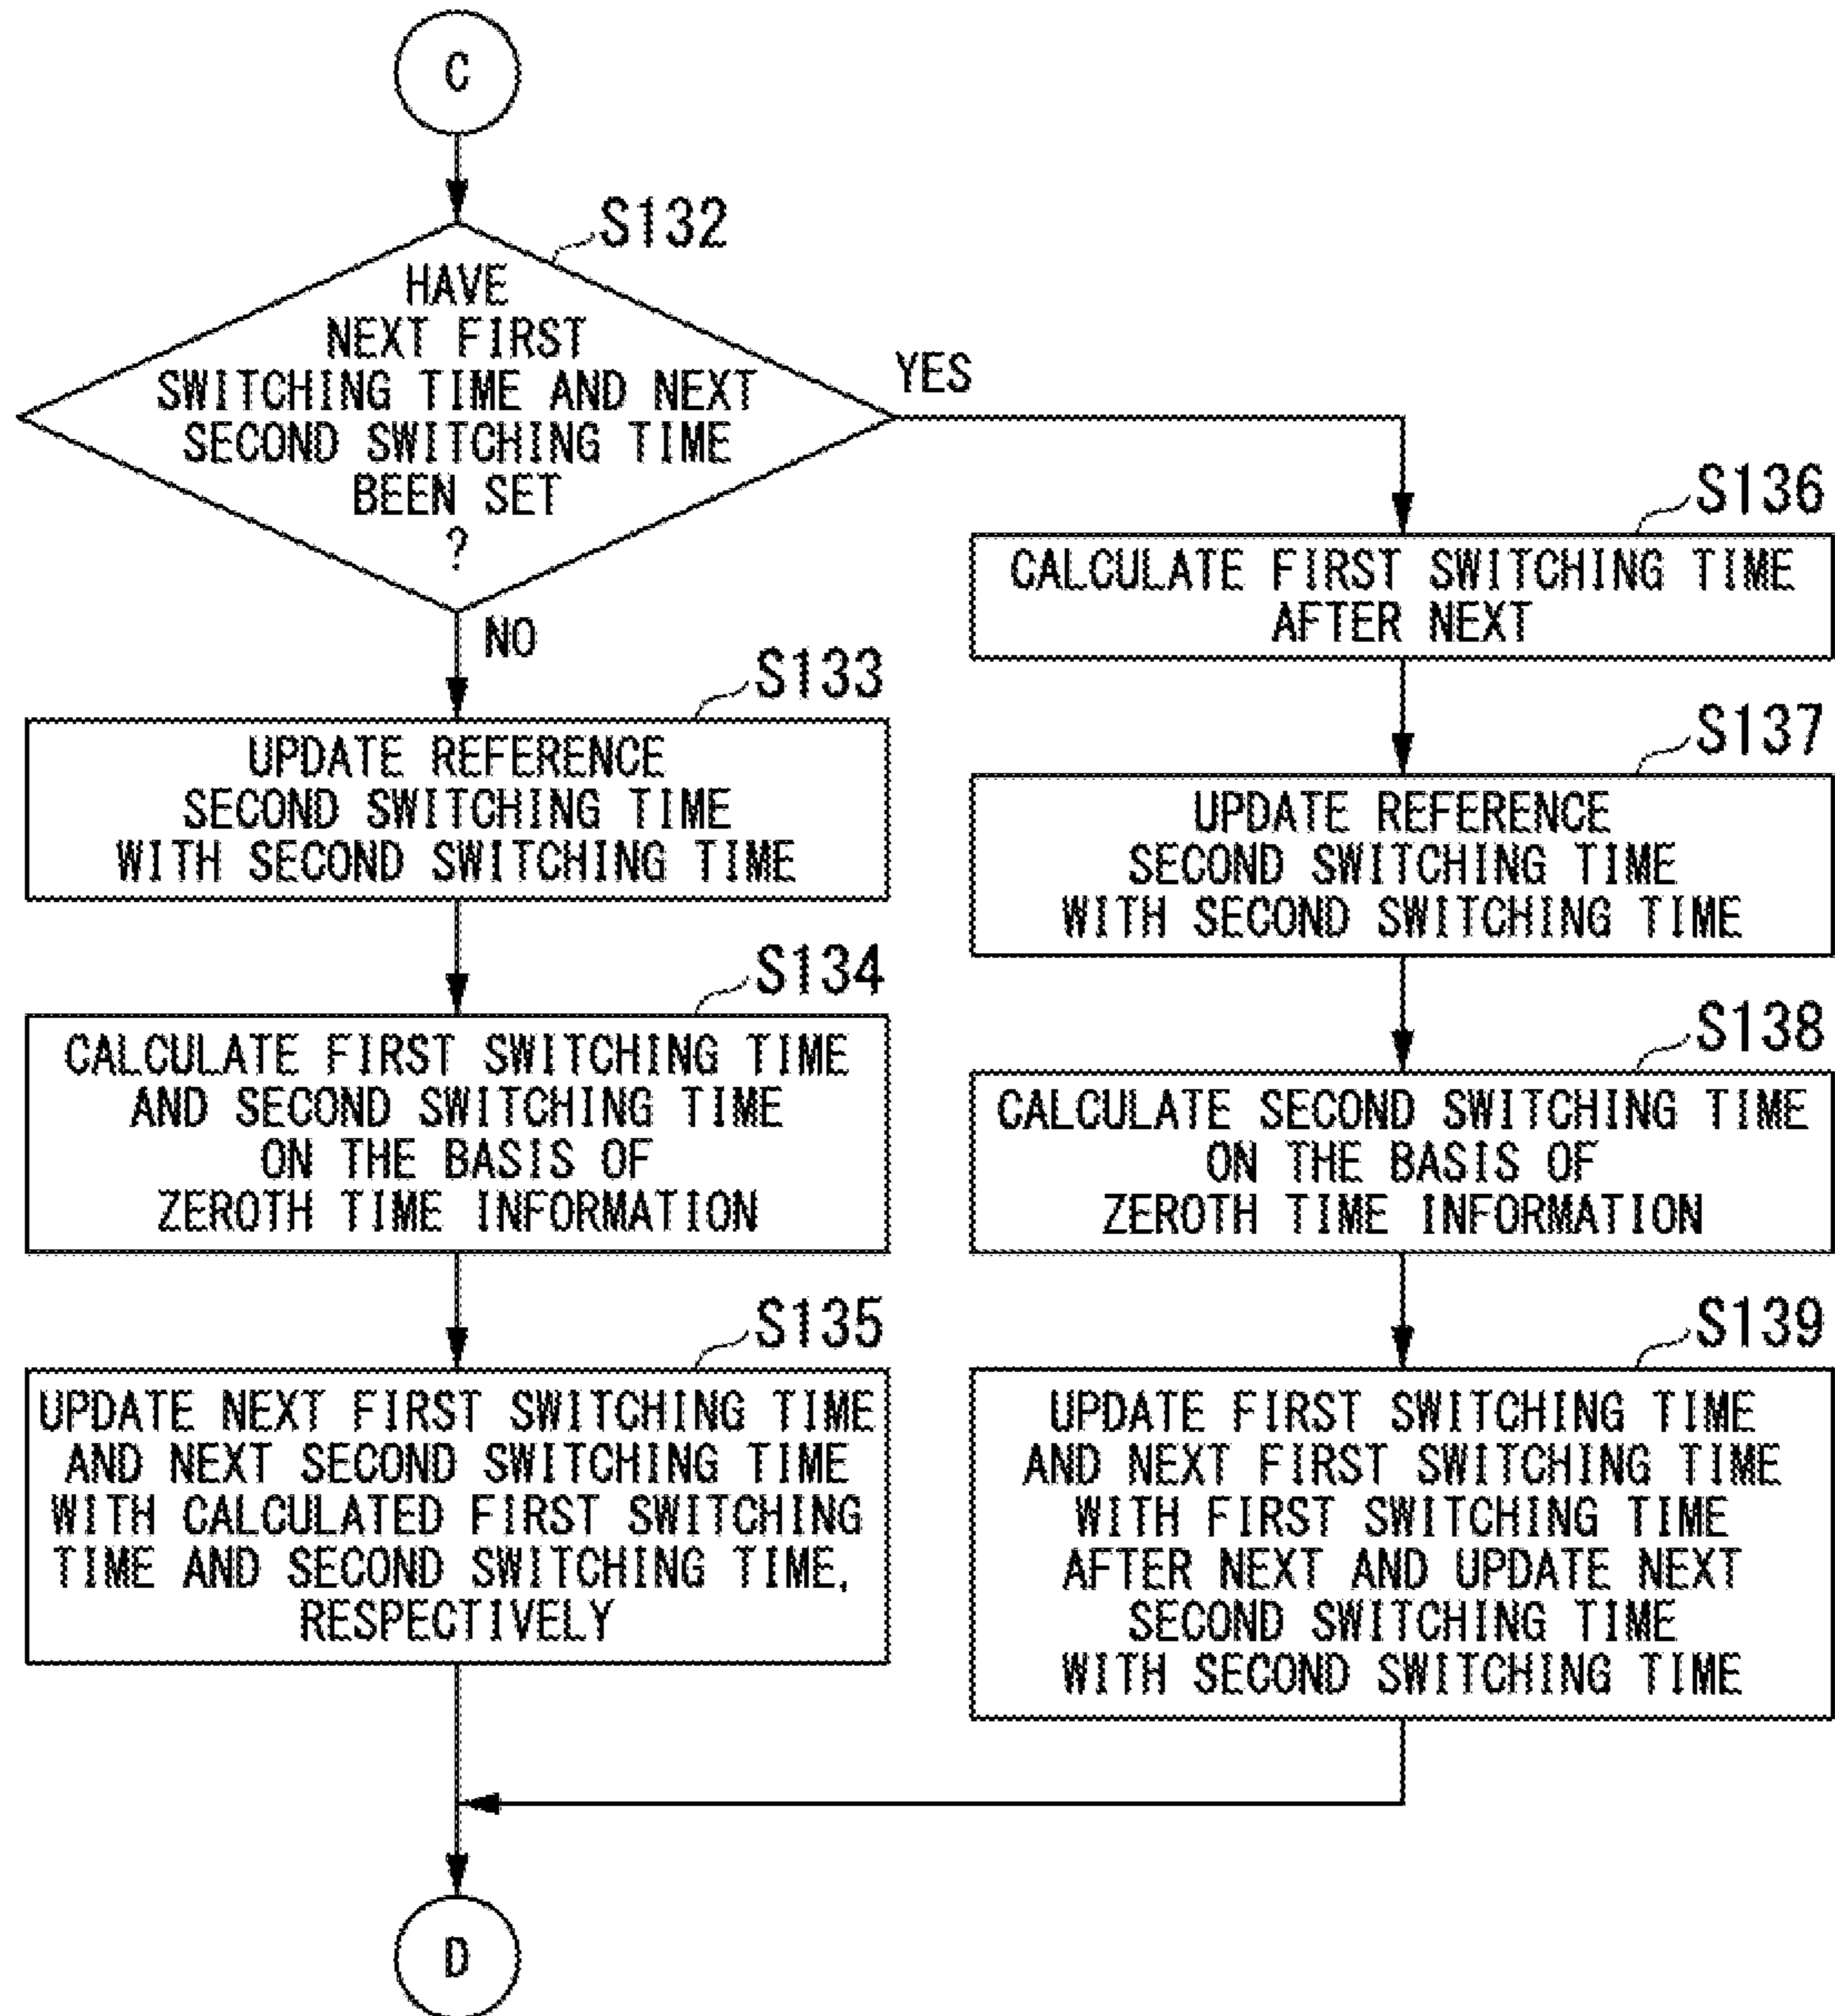 C
S132
HAVE
NEXT FIRST
SWITCHING TIME AND NEXT
SECOND SWITCHING TIME
BEEN SET
?
YES
NO
S133
UPDATE REFERENCE
SECOND SWITCHING TIME
WITH SECOND SWITCHING TIME
S134
CALCULATE FIRST SWITCHING TIME
AND SECOND SWITCHING TIME
ON THE BASIS OF
ZEROTH TIME INFORMATION
S135
UPDATE NEXT FIRST SWITCHING TIME
AND NEXT SECOND SWITCHING TIME
WITH CALCULATED FIRST SWITCHING
TIME AND SECOND SWITCHING TIME,
RESPECTIVELY
S136
CALCULATE FIRST SWITCHING TIME
AFTER NEXT
S137
UPDATE REFERENCE
SECOND SWITCHING TIME
WITH SECOND SWITCHING TIME
S138
CALCULATE SECOND SWITCHING TIME
ON THE BASIS OF
ZEROTH TIME INFORMATION
S139
UPDATE FIRST SWITCHING TIME
AND NEXT FIRST SWITCHING TIME
WITH FIRST SWITCHING TIME
AFTER NEXT AND UPDATE NEXT
SECOND SWITCHING TIME
WITH SECOND SWITCHING TIME
D